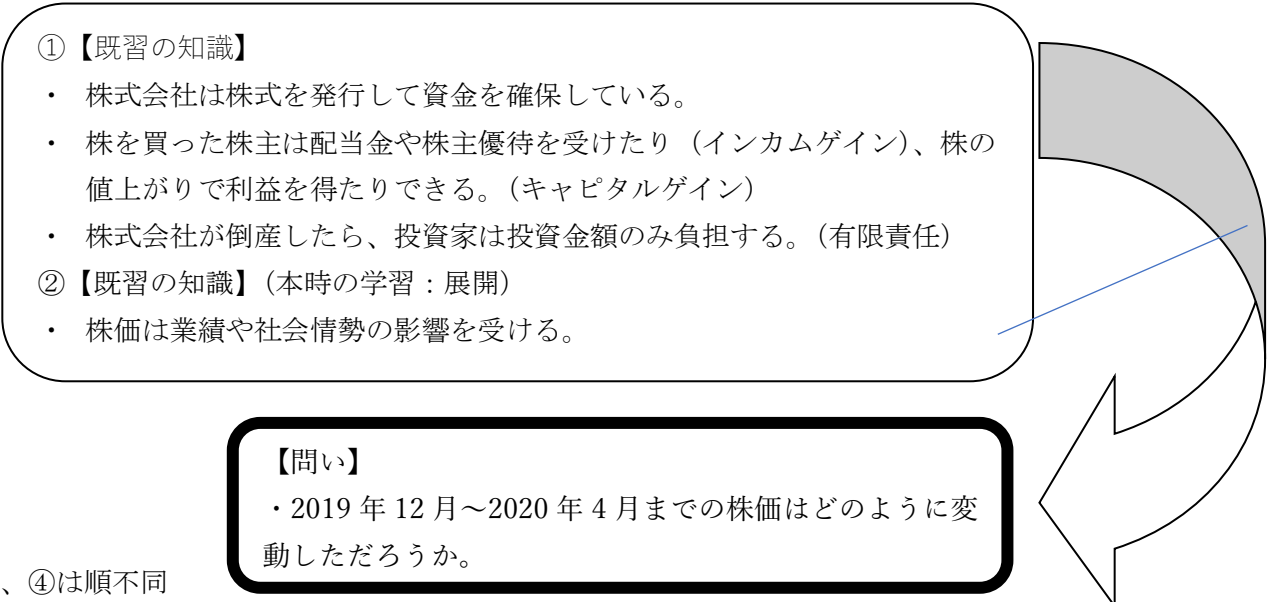 ①【既習の知識】
・ 株式会社は株式を発行して資金を確保している。
・ 株を買った株主は配当金や株主優待を受けたり（インカムゲイン）、株の
値上がりで利益を得たりできる。（キャピタルゲイン）
・ 株式会社が倒産したら、投資家は投資金額のみ負担する。（有限責任）
②【既習の知識】（本時の学習：展開）
・ 株価は業績や社会情勢の影響を受ける。
【問い】
・2019 年 12 月～2020 年 4 月までの株価はどのように変
動しただろうか。
、④は順不同